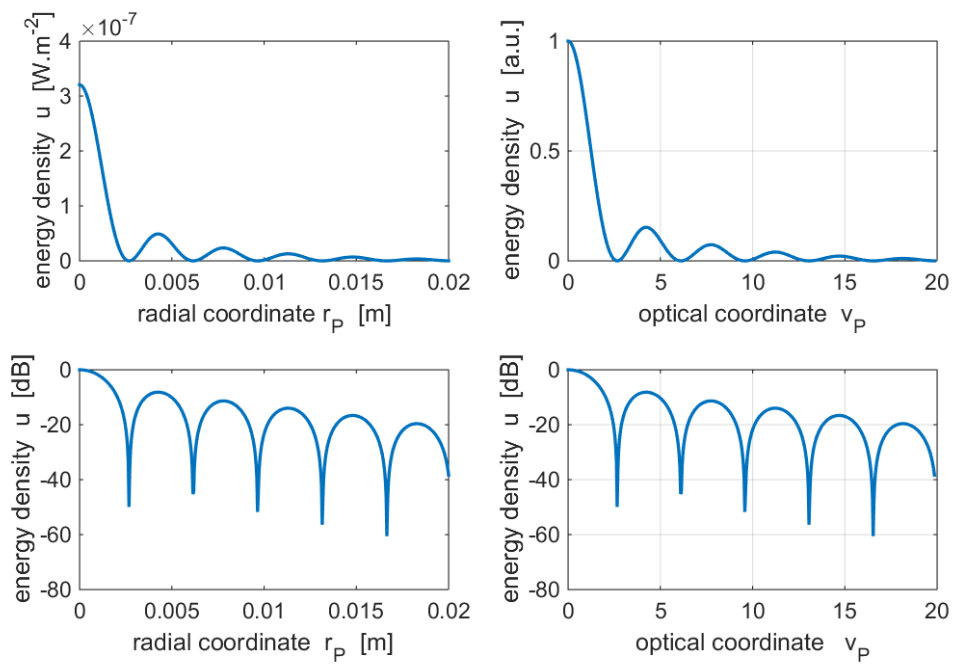 ×10⁻⁷
energy density u [W.m⁻²]
4
3
2
1
0
0 0.005 0.01 0.015 0.02
radial coordinate r_P [m]
energy density u [a.u.]
1
0.5
0
0 5 10 15 20
optical coordinate v_P
energy density u [dB]
0
-20
-40
-60
-80
0 0.005 0.01 0.015 0.02
radial coordinate r_P [m]
energy density u [dB]
0
-20
-40
-60
-80
0 5 10 15 20
optical coordinate v_P